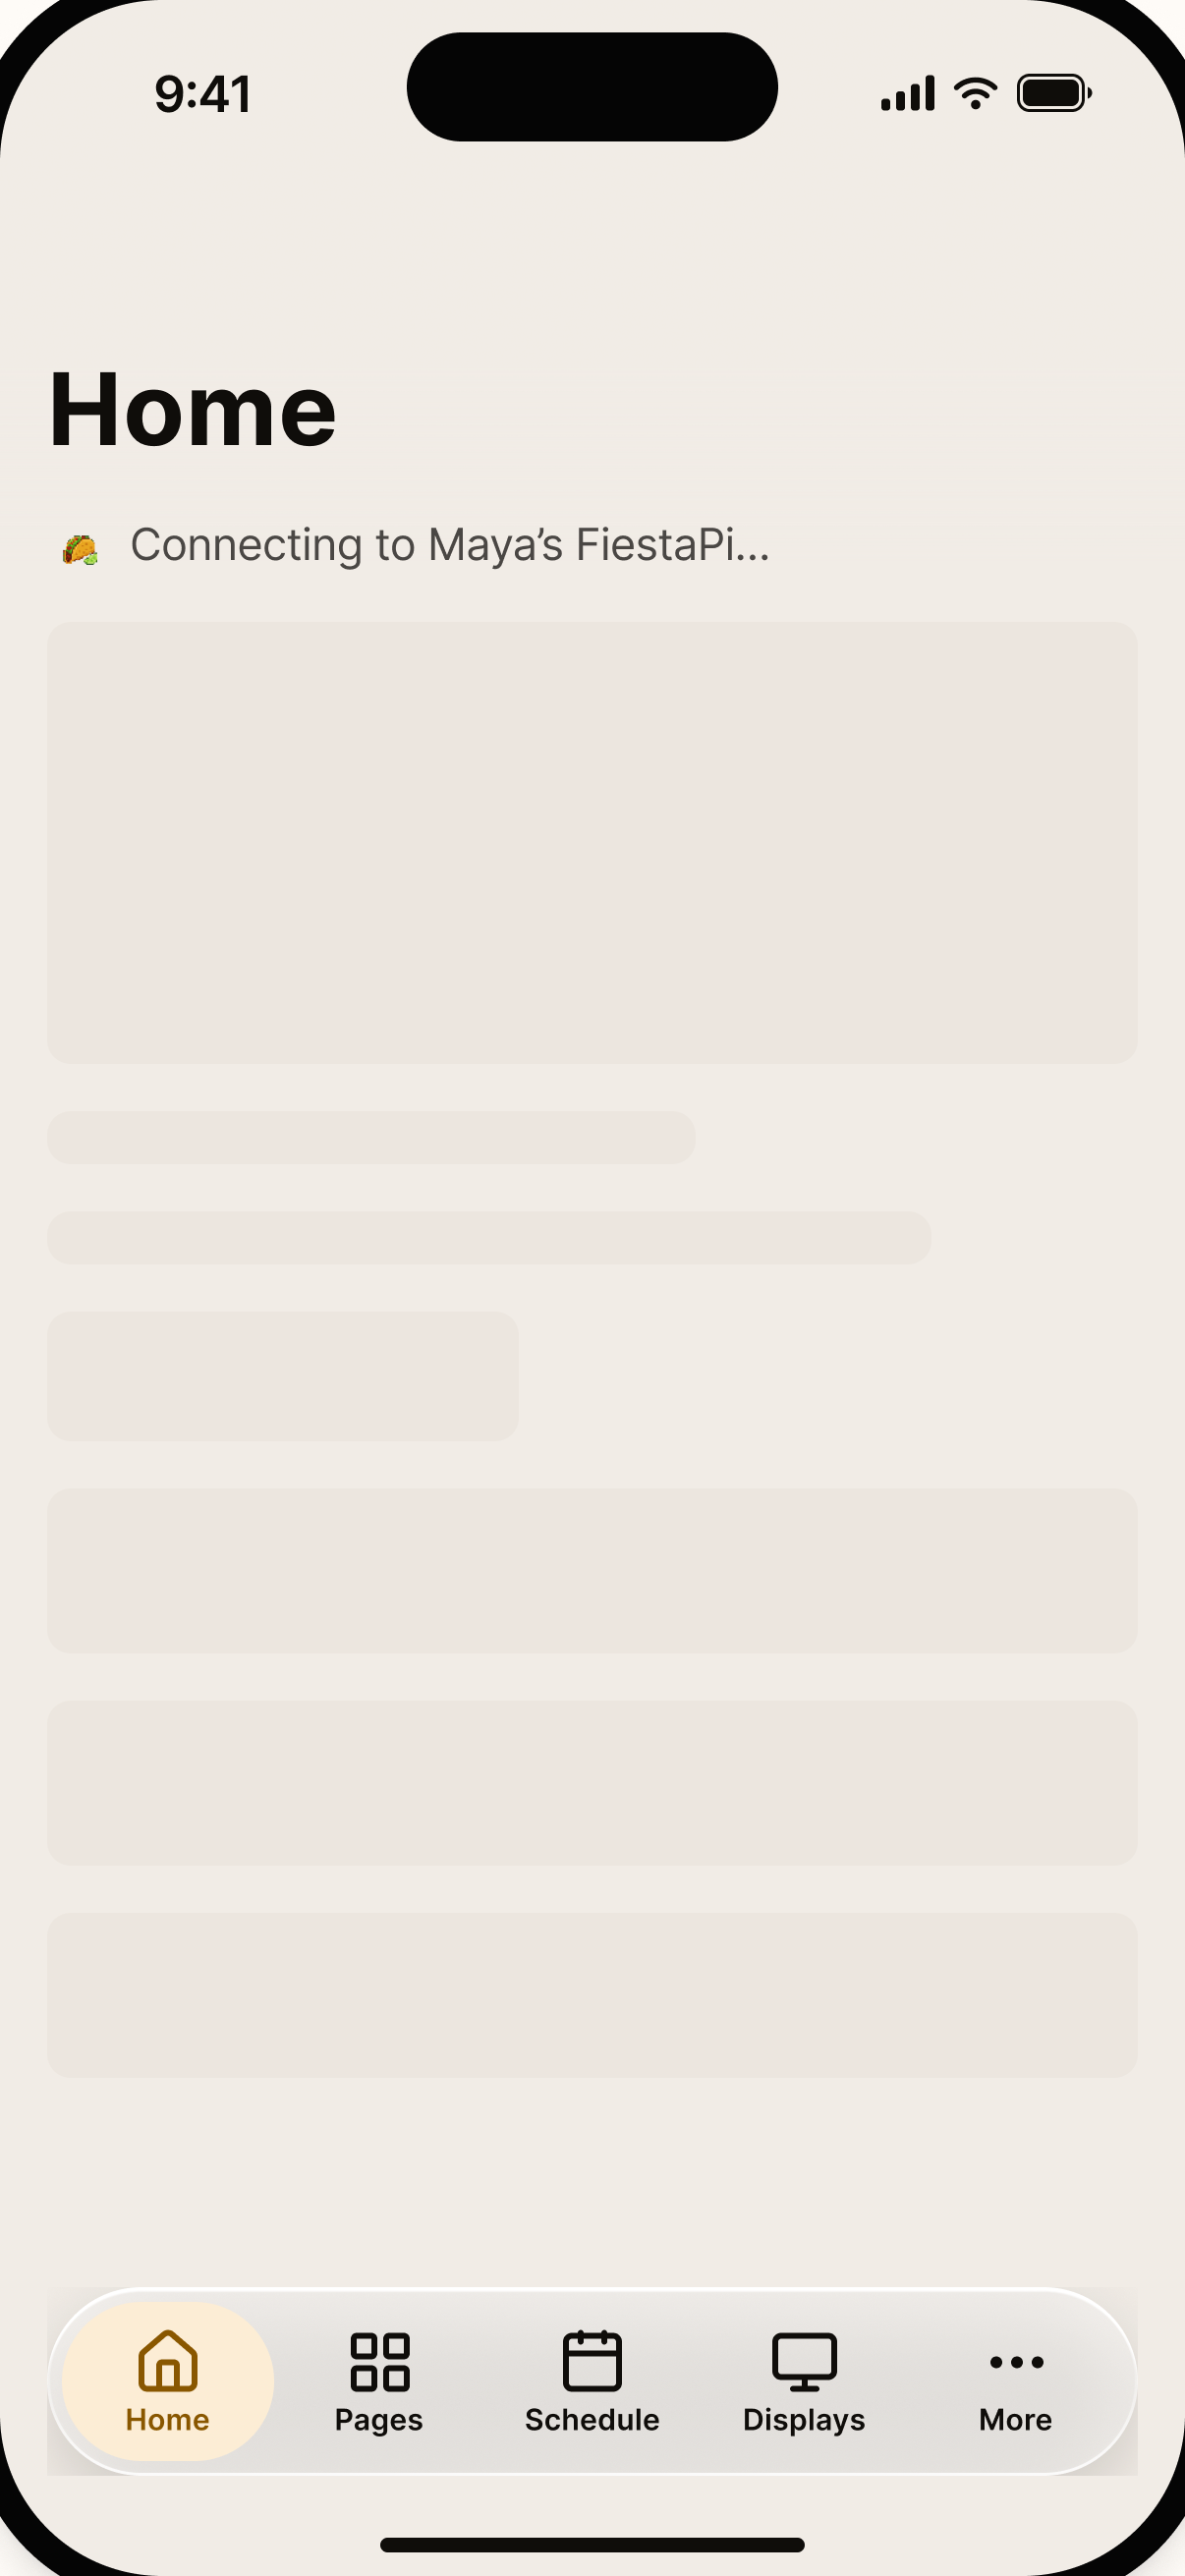 9:41
Home
Connecting to Maya’s FiestaPi…
Home
Pages
Schedule
Displays
More